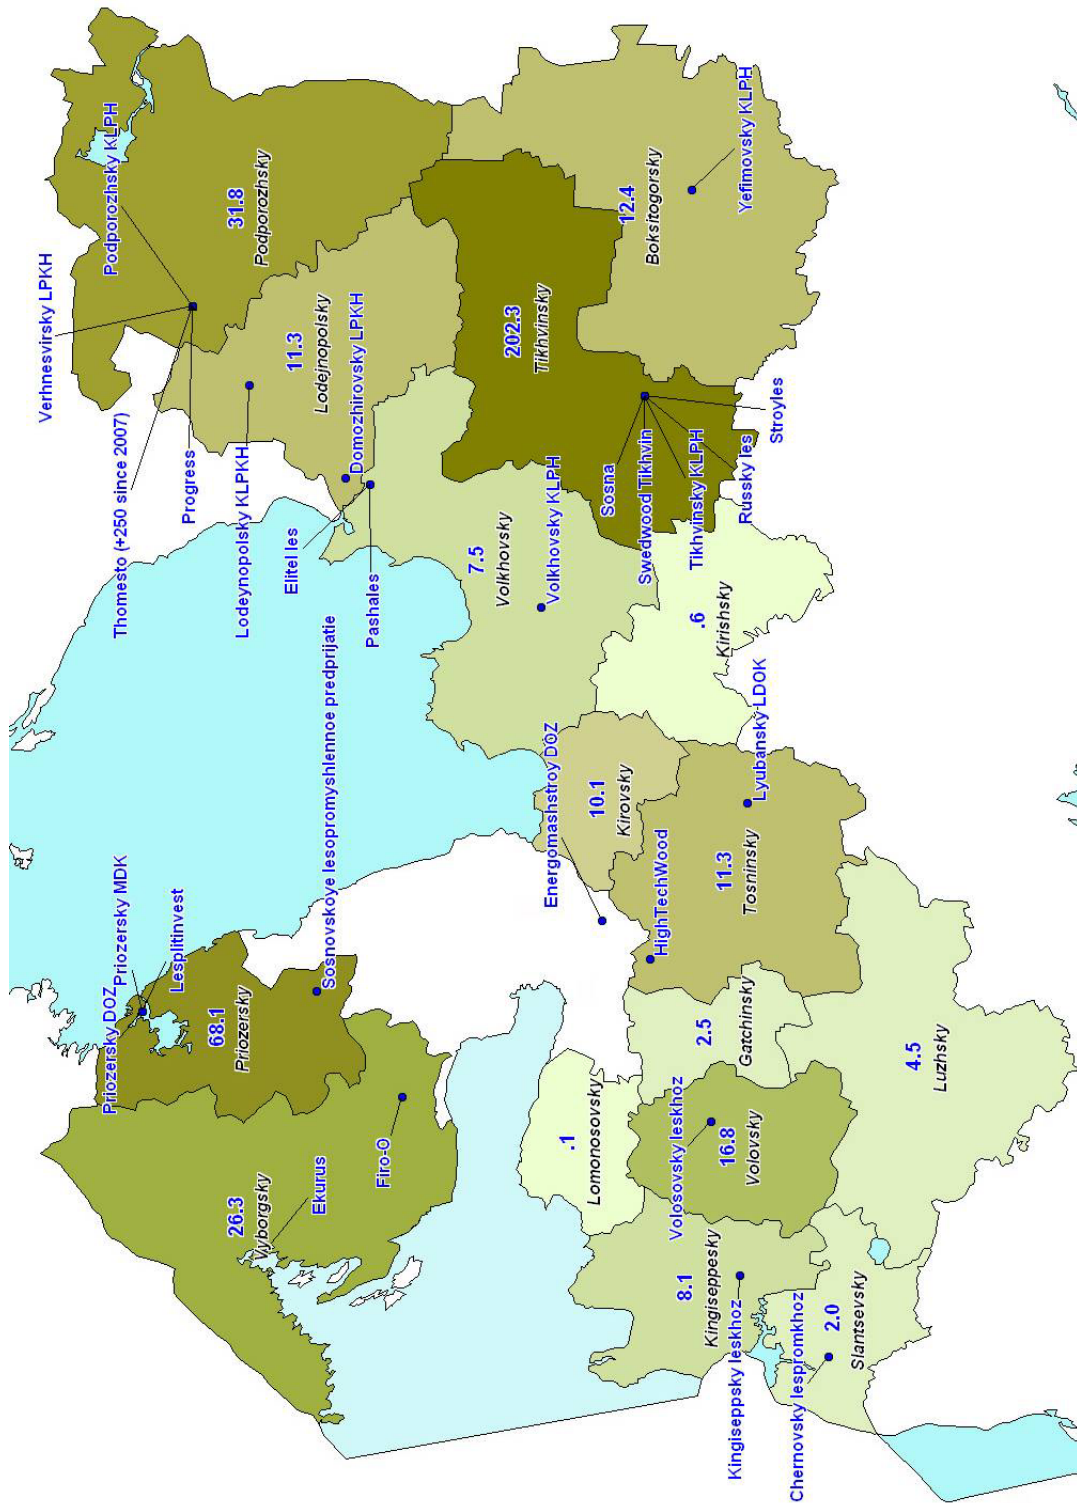 Verhnesvirsky LPKH
Podporozhsky KLPH
31.8
Podporozhsky
Thomesto (+250 since 2007)
Progress
Lodeynopolsky KLPKH
11.3
Lodejnopolsky
Domozhirovsky LPKH
Elitel les
Pashales
7.5
Volkhovsky
Volkhovsky KLPH
202.3
Tikhvinsky
12.4
Boksitogorsky
Yefimovsky KLPH
Sosna
Swedwood Tikhvin
Tikhvinsky KLPH
Russky les
Stroyles
.6
Kirishsky
Priozersky DOZ
Priozersky MDK
Lesplitinvest
68.1
Priozersky
Sosnovskoye lesopromyshlennoe predprijatie
26.3
Vyborgsky
Ekurus
Firo-O
Energomashstroy DOZ
10.1
Kirovsky
HighTechWood
11.3
Tosninsky
Lyubansky LDOK
2.5
Gatchinsky
.1
Lomonosovsky
Volosovsky leskhoz
16.8
Volovsky
4.5
Luzhsky
8.1
Kingiseppesky
Kingiseppsky leskhoz
Chernovsky lespromkhoz
2.0
Slantsevsky